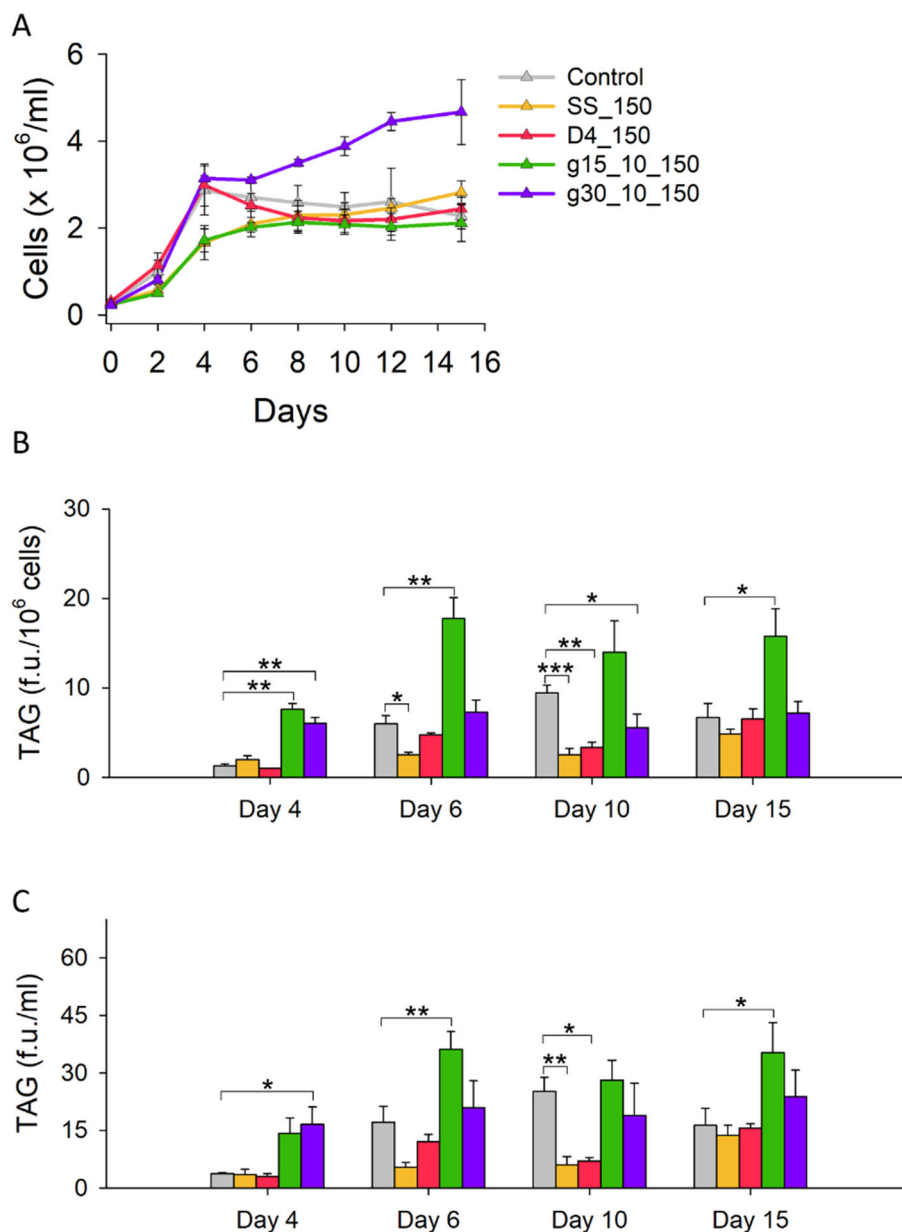 A
Cells (x 10⁶/ml)
6
4
2
0
0 2 4 6 8 10 12 14 16
Days
Control
SS_150
D4_150
g15_10_150
g30_10_150
B
TAG (f.u./10⁶ cells)
30
20
10
0
**
**
**
*
*
**
***
*
Day 4 Day 6 Day 10 Day 15
C
TAG (f.u./ml)
60
45
30
15
0
*
**
*
**
*
Day 4 Day 6 Day 10 Day 15